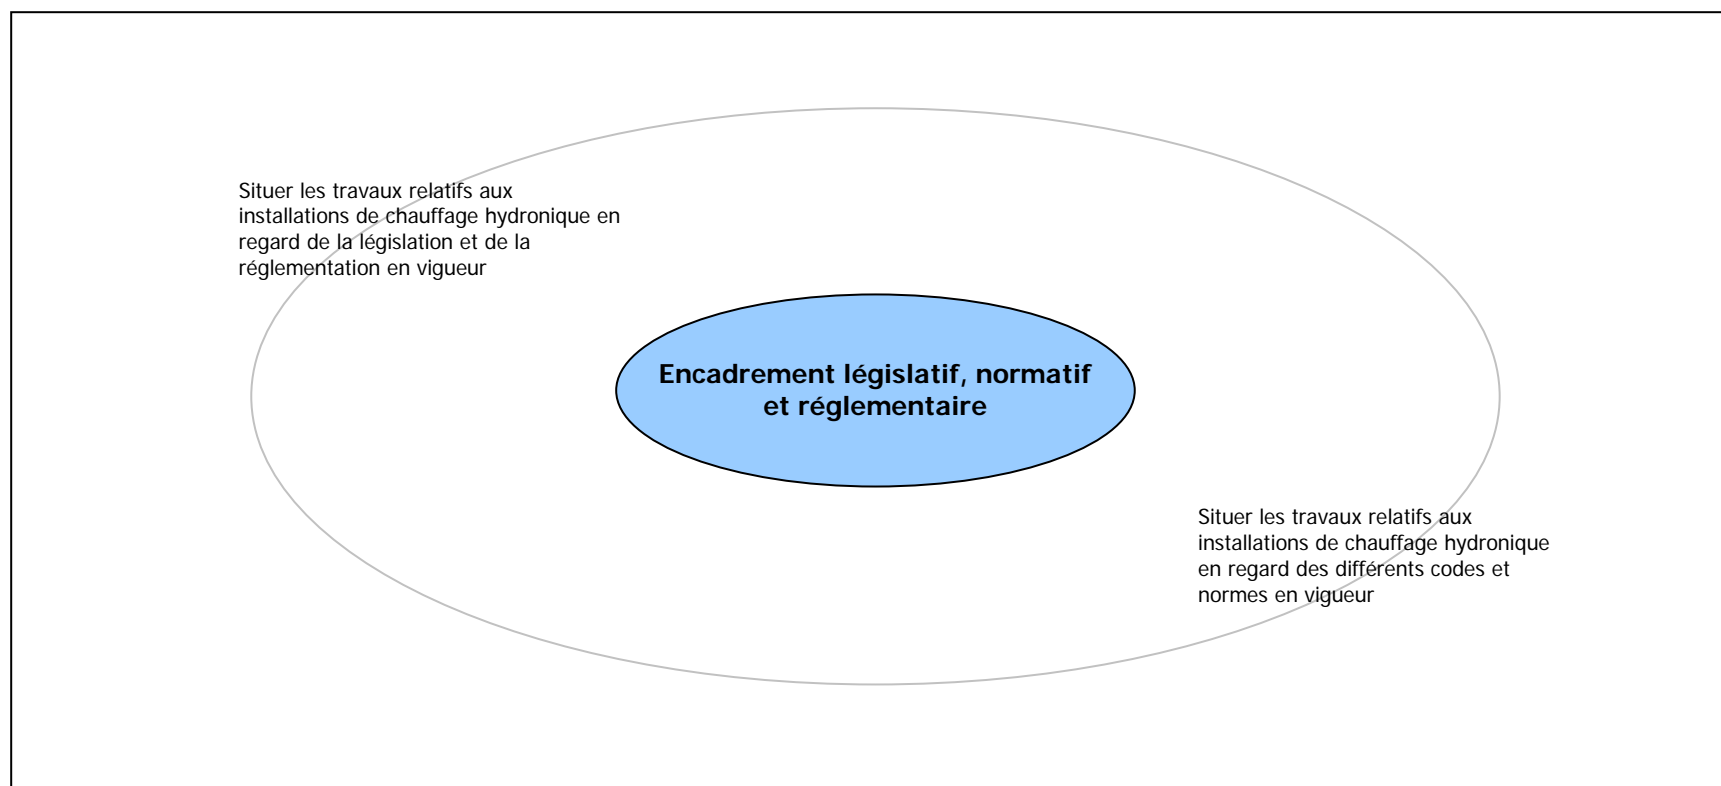 Situer les travaux relatifs aux
installations de chauffage hydronique en
regard de la législation et de la
réglementation en vigueur
Encadrement législatif, normatif
et réglementaire
Situer les travaux relatifs aux
installations de chauffage hydronique
en regard des différents codes et
normes en vigueur